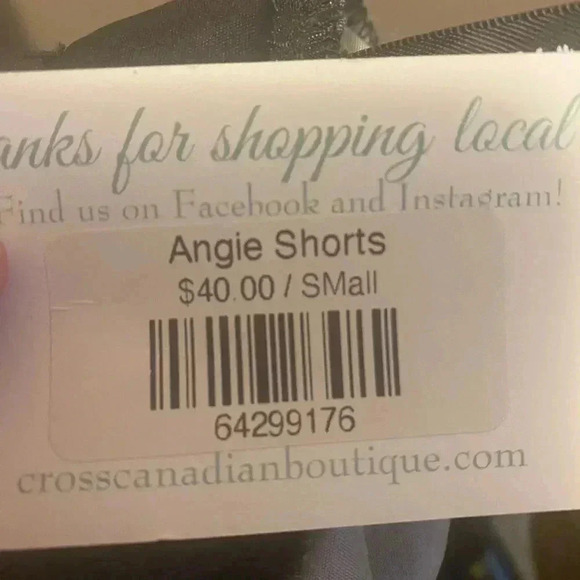 anks for shopping local
Find us on Facebook and Instagram!
Angie Shorts
$40.00 / SMall
64299176
crosscanadianboutique.com